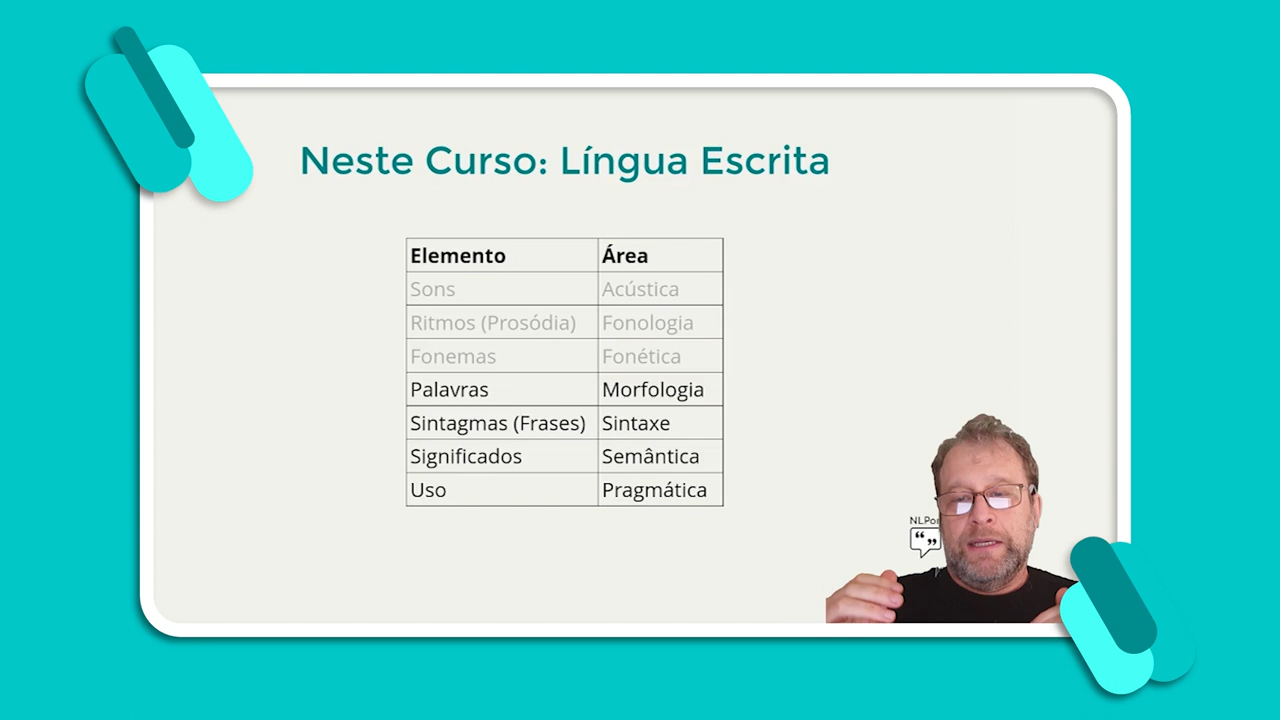 Neste Curso: Língua Escrita
Elemento Área
Sons Acústica
Ritmos (Prosódia) Fonologia
Fonemas Fonética
Palavras Morfologia
Sintagmas (Frases) Sintaxe
Significados Semântica
Uso Pragmática